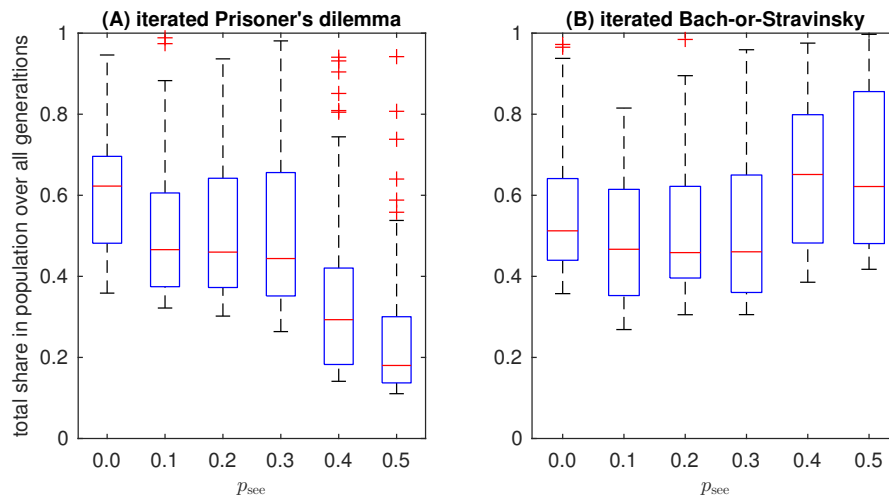 (A) iterated Prisoner's dilemma
(B) iterated Bach-or-Stravinsky
total share in population over all generaltions
1
0.8
0.6
0.4
0.2
0
0.0 0.1 0.2 0.3 0.4 0.5
p_see
1
0.8
0.6
0.4
0.2
0
0.0 0.1 0.2 0.3 0.4 0.5
p_see